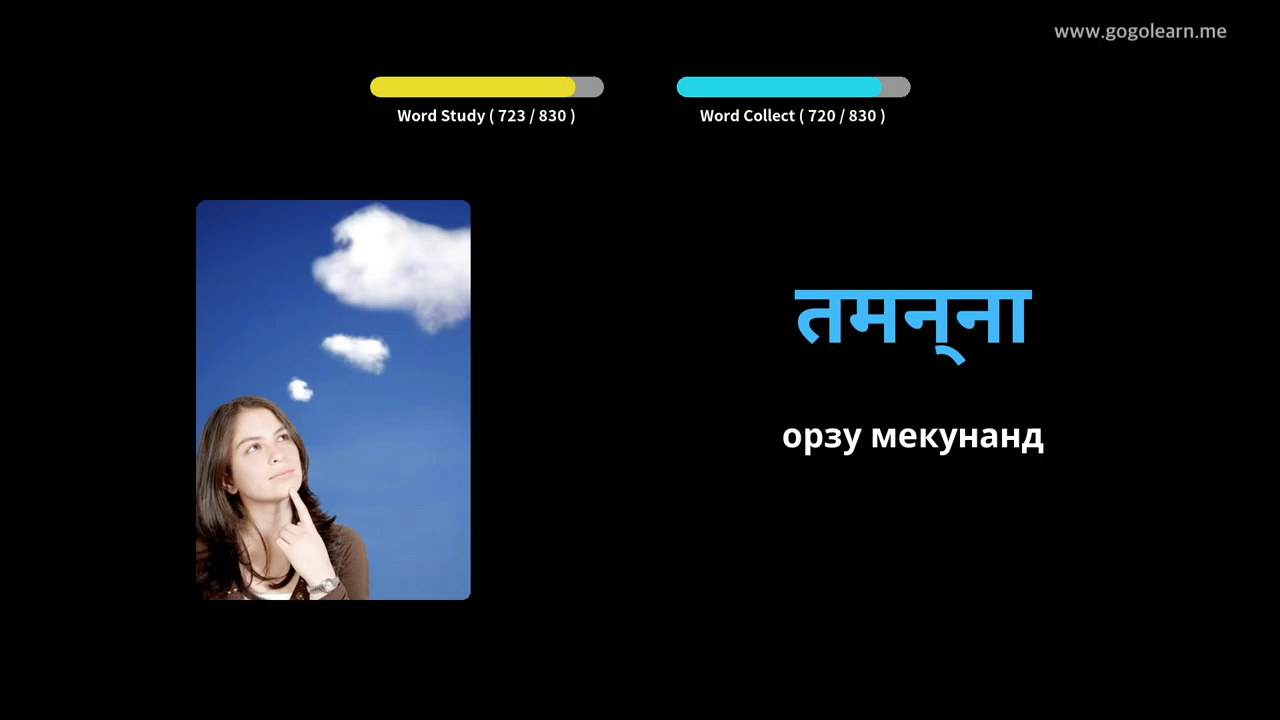 www.gogolearn.me
Word Study ( 723 / 830 )
Word Collect ( 720 / 830 )
तमन्‌ना
орзу мекунанд